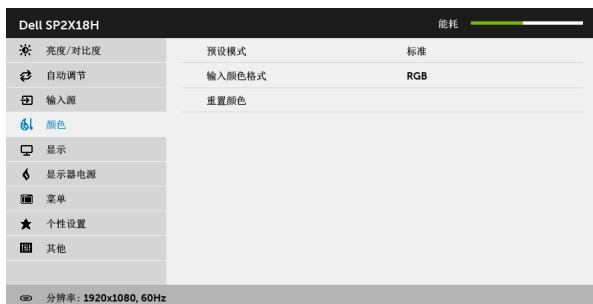 Dell SP2X18H 能耗
亮度/对比度 预设模式 标准
自动调节 输入颜色格式 RGB
输入源 重置颜色
颜色
显示
显示器电源
菜单
个性设置
其他
分辨率: 1920x1080, 60Hz